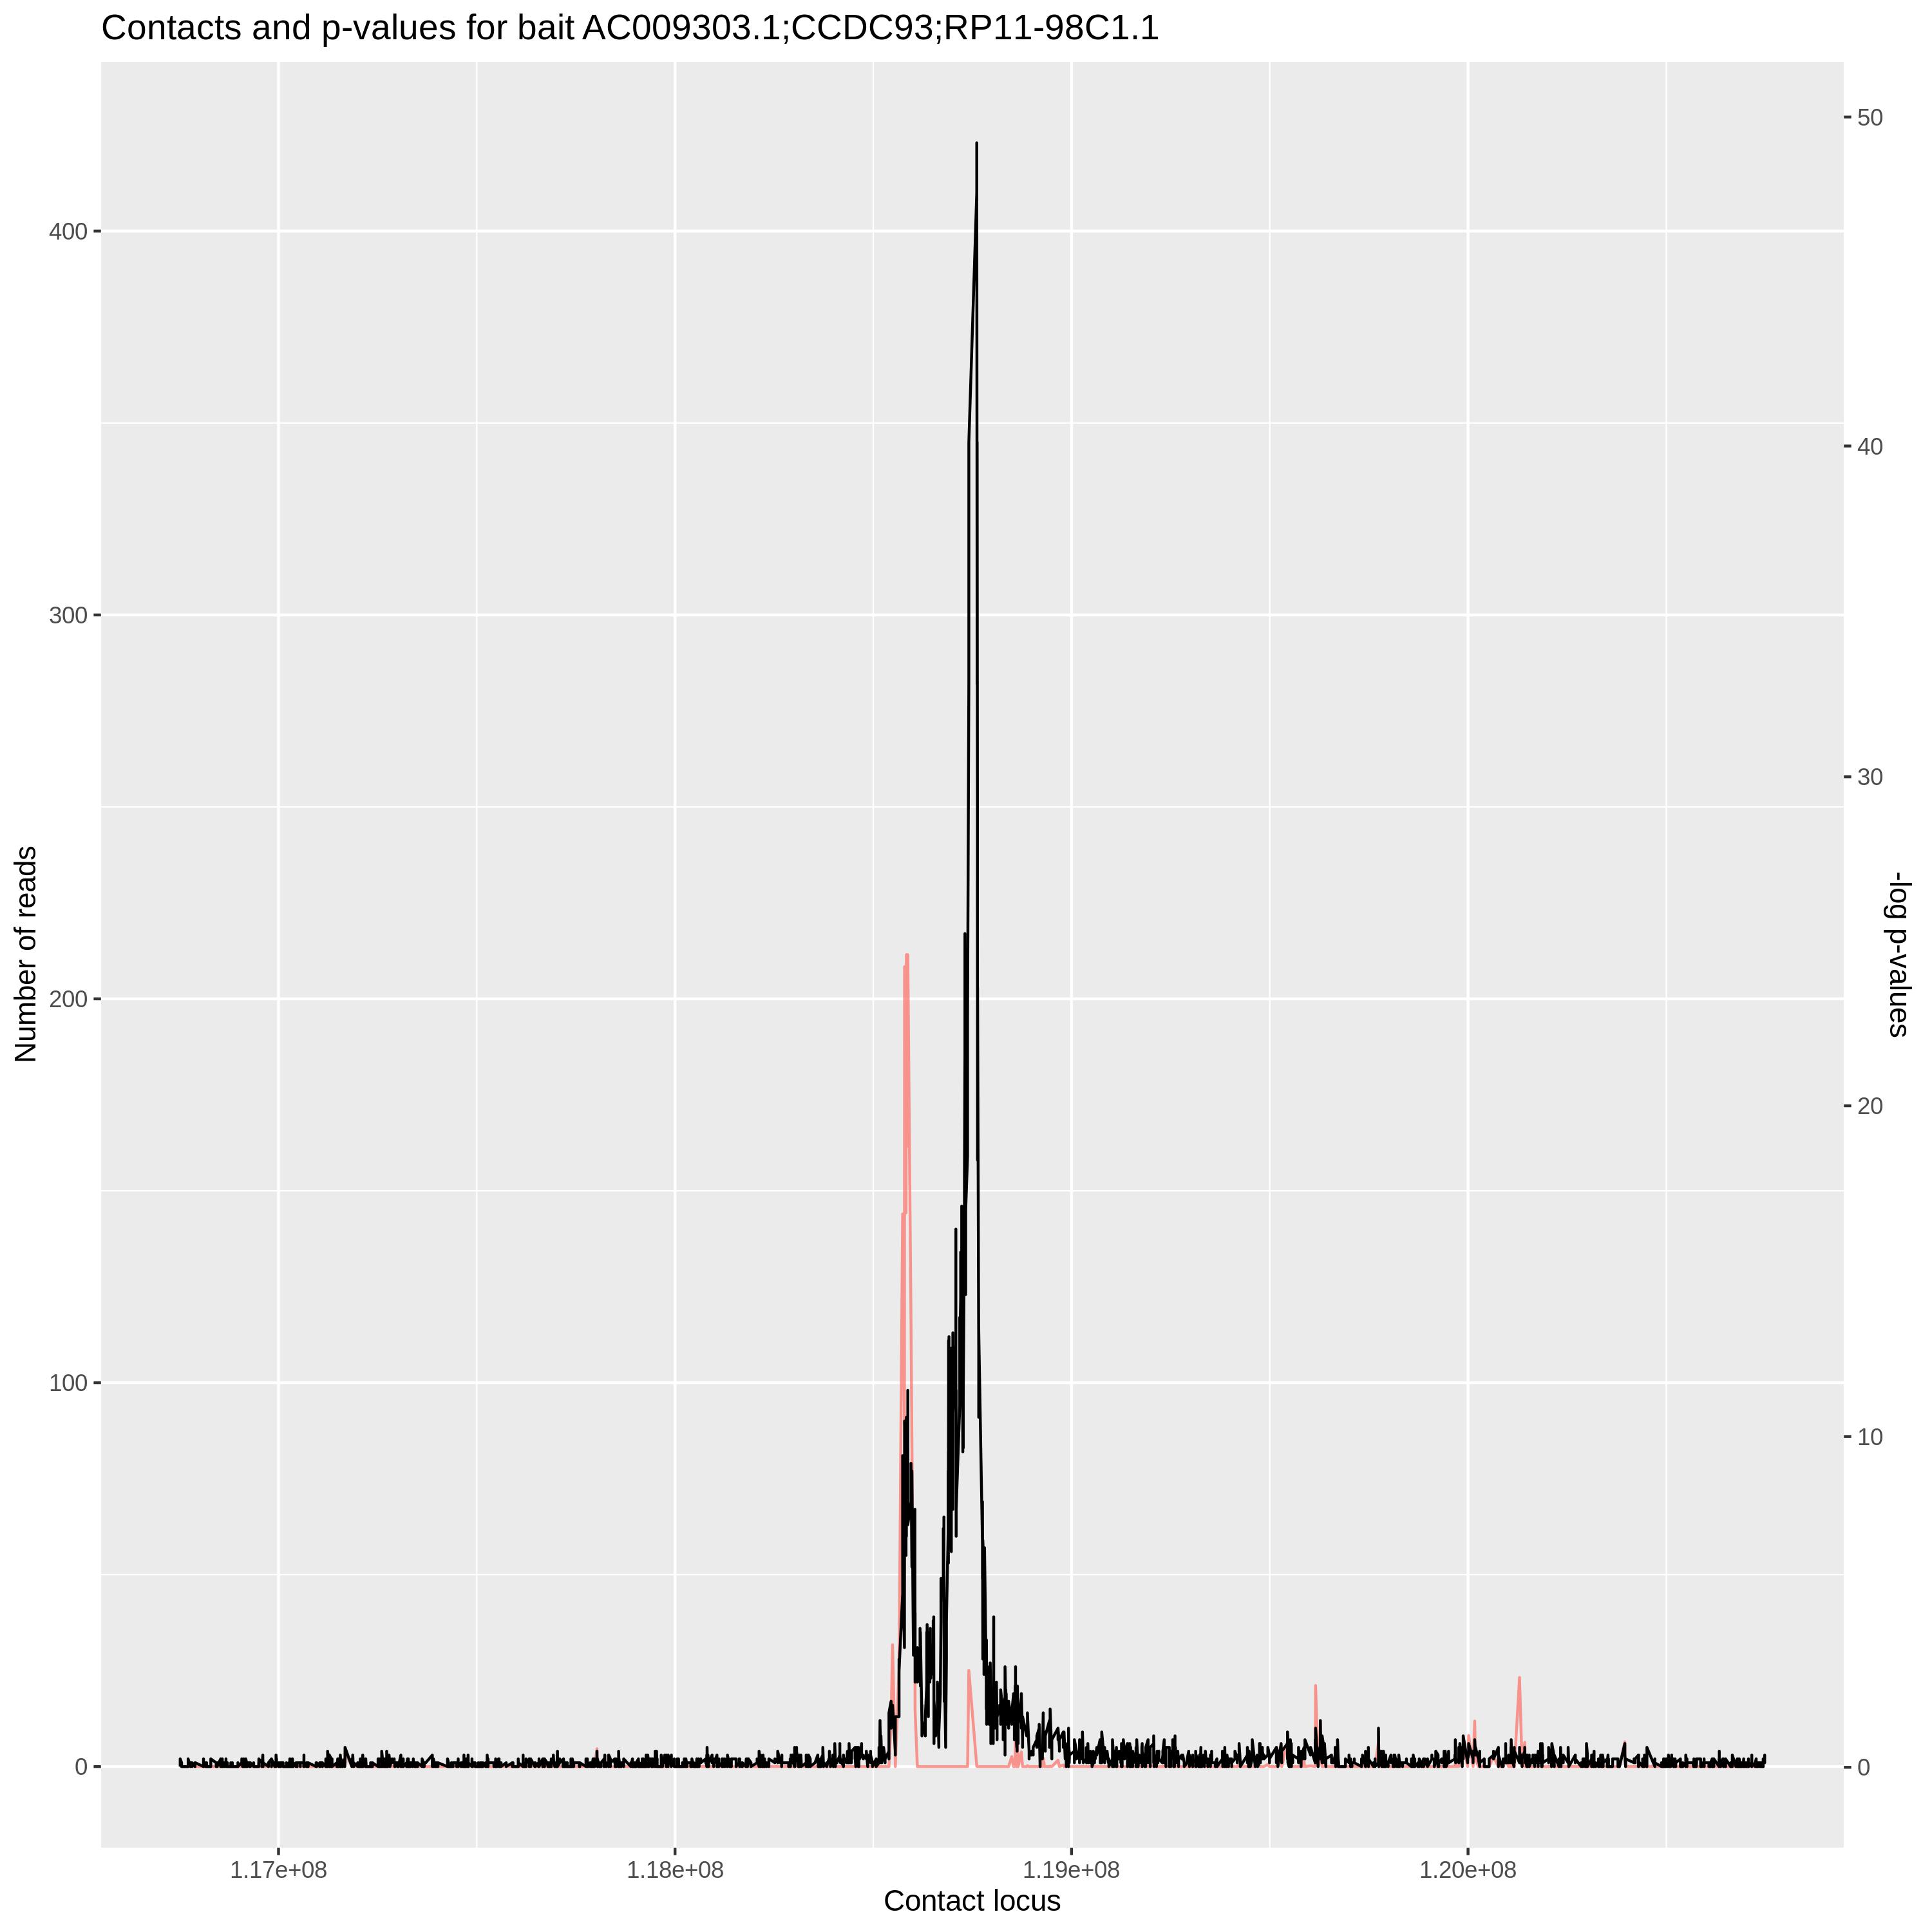 Contacts and p-values for bait AC009303.1;CCDC93;RP11-98C1.1
Number of reads
400
300
200
100
0
50
40
30
20
10
0
-log p-values
1.17e+08
1.18e+08
1.19e+08
1.20e+08
Contact locus